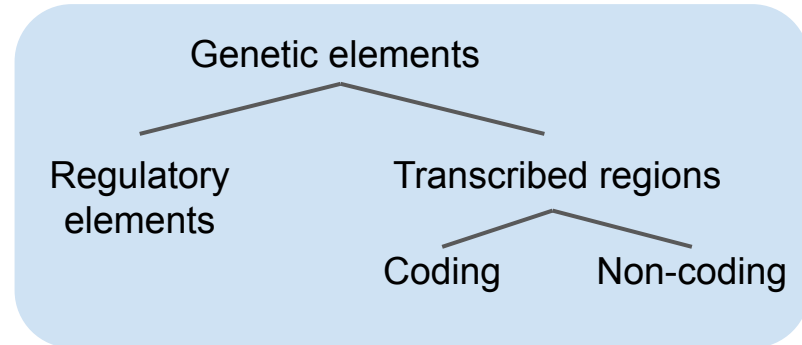 Genetic elements
Regulatory
elements
Transcribed regions
Coding
Non-coding